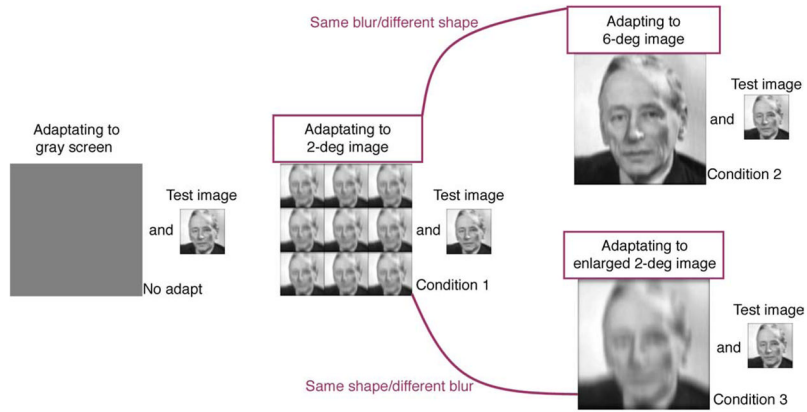 Adaptating to
gray screen
Test image
and
No adapt
Same blur/different shape
Adaptating to
2-deg image
Test image
and
Condition 1
Same shape/different blur
Adapting to
6-deg image
Test image
and
Condition 2
Adaptating to
enlarged 2-deg image
Test image
and
Condition 3